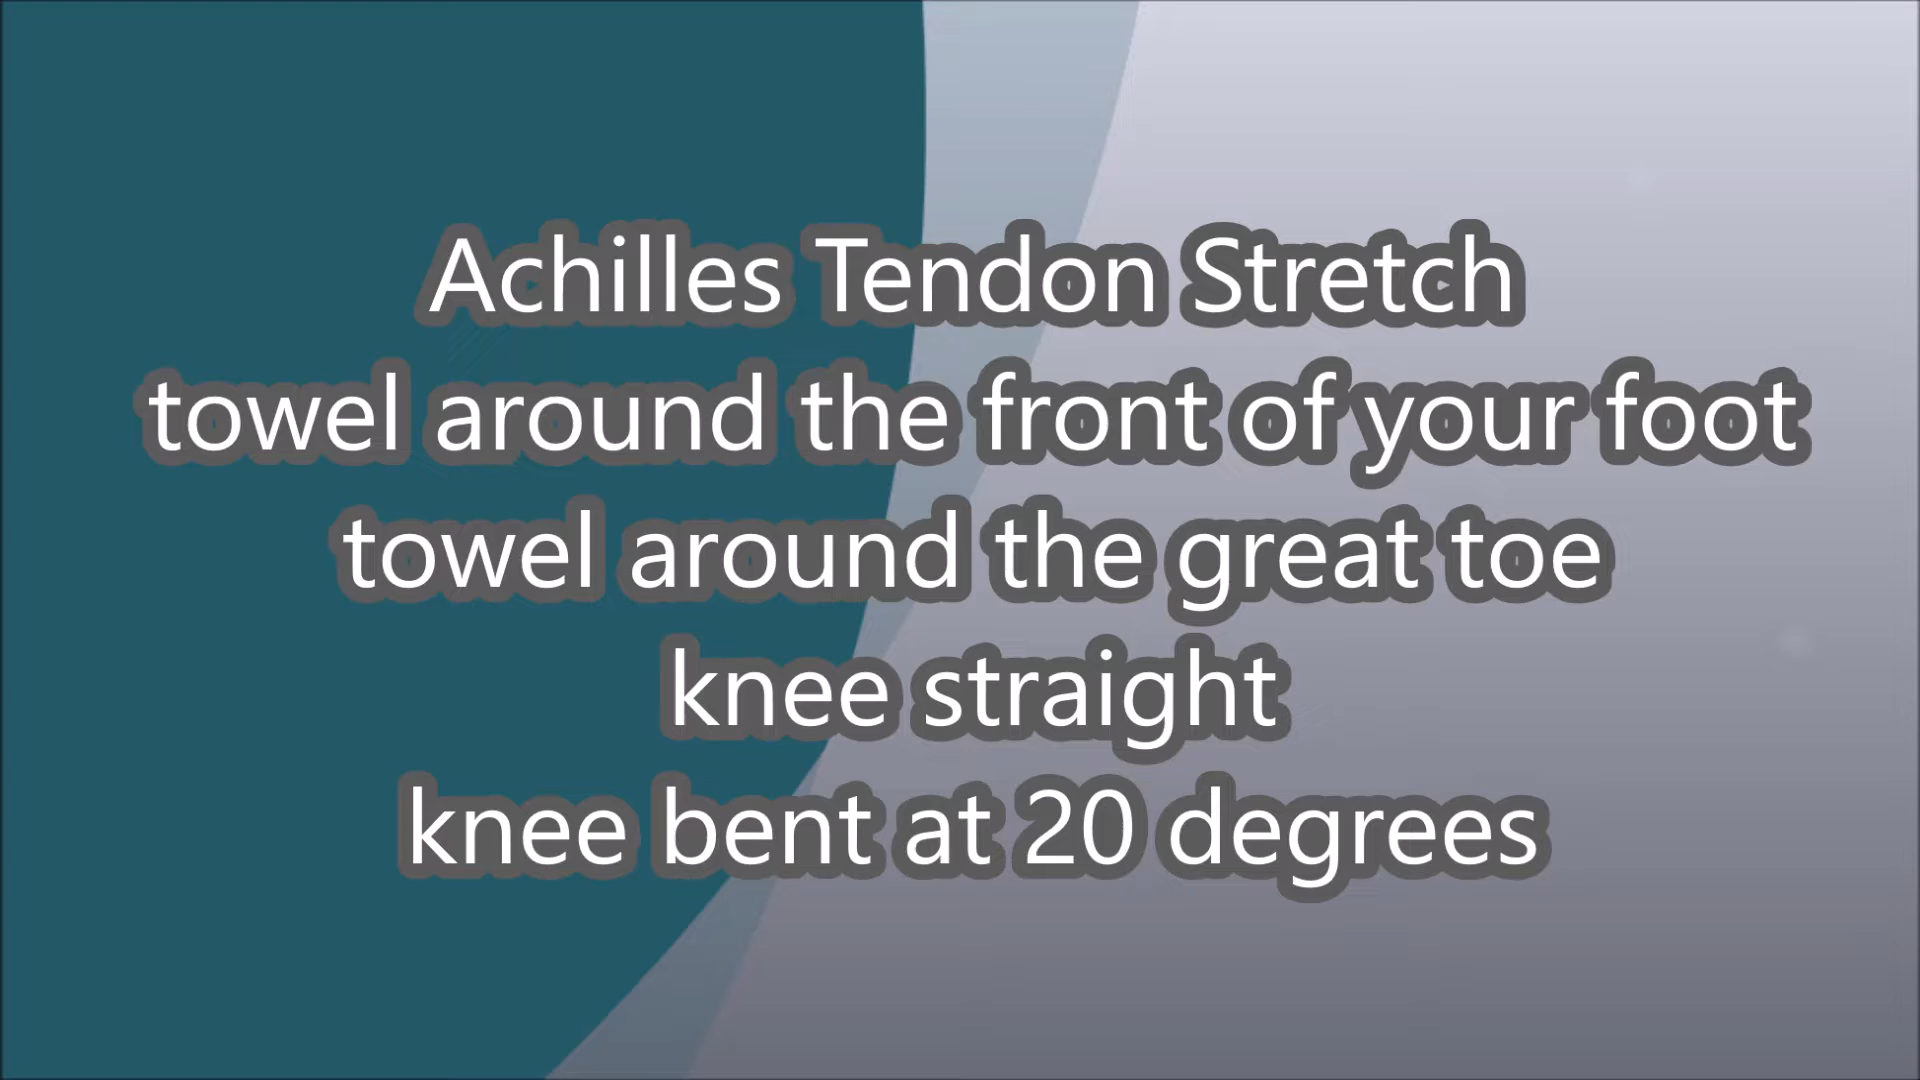 Achilles Tendon Stretch
towel around the front of your foot
towel around the great toe
knee straight
knee bent at 20 degrees